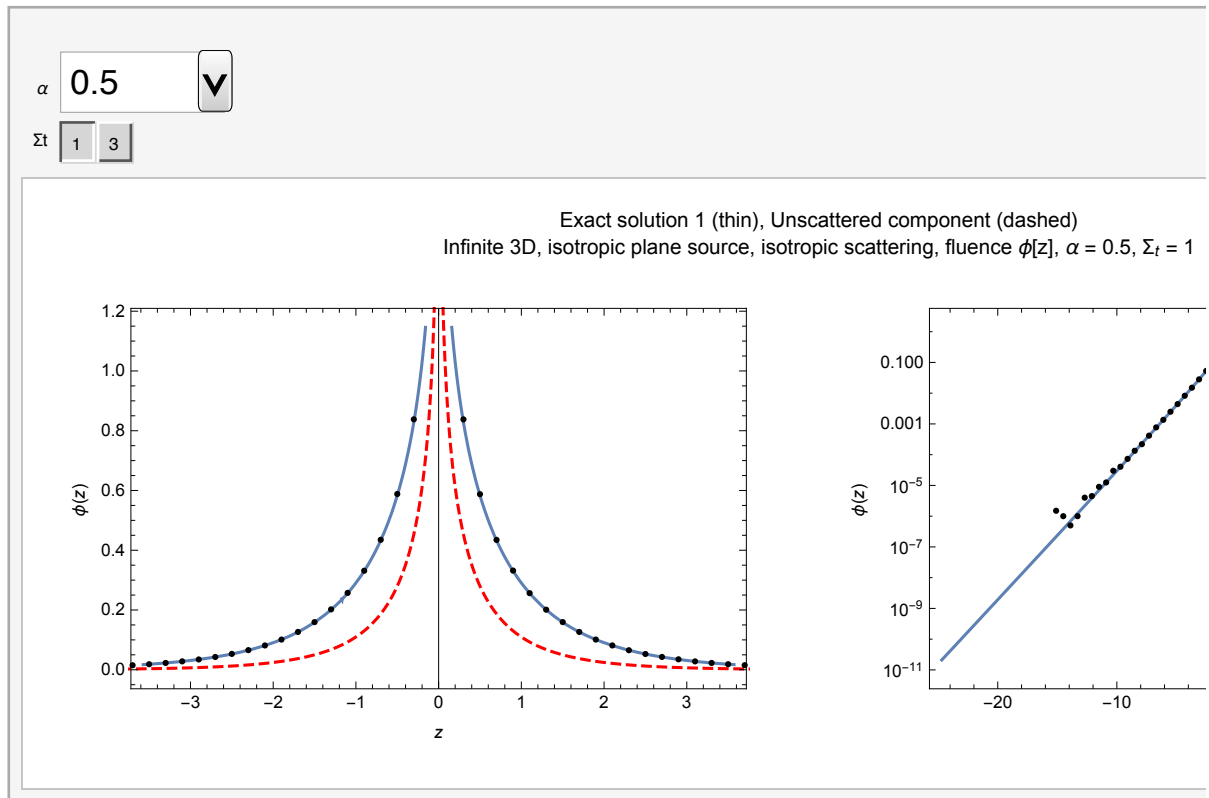 α 0.5
Σt 1 3
Exact solution 1 (thin), Unscattered component (dashed)
Infinite 3D, isotropic plane source, isotropic scattering, fluence ϕ[z], α = 0.5, Σₜ = 1
ϕ(z)
1.2
1.0
0.8
0.6
0.4
0.2
0.0
−3 −2 −1 0 1 2 3
z
ϕ(z)
0.100
0.001
10⁻⁵
10⁻⁷
10⁻⁹
10⁻¹¹
−20 −10